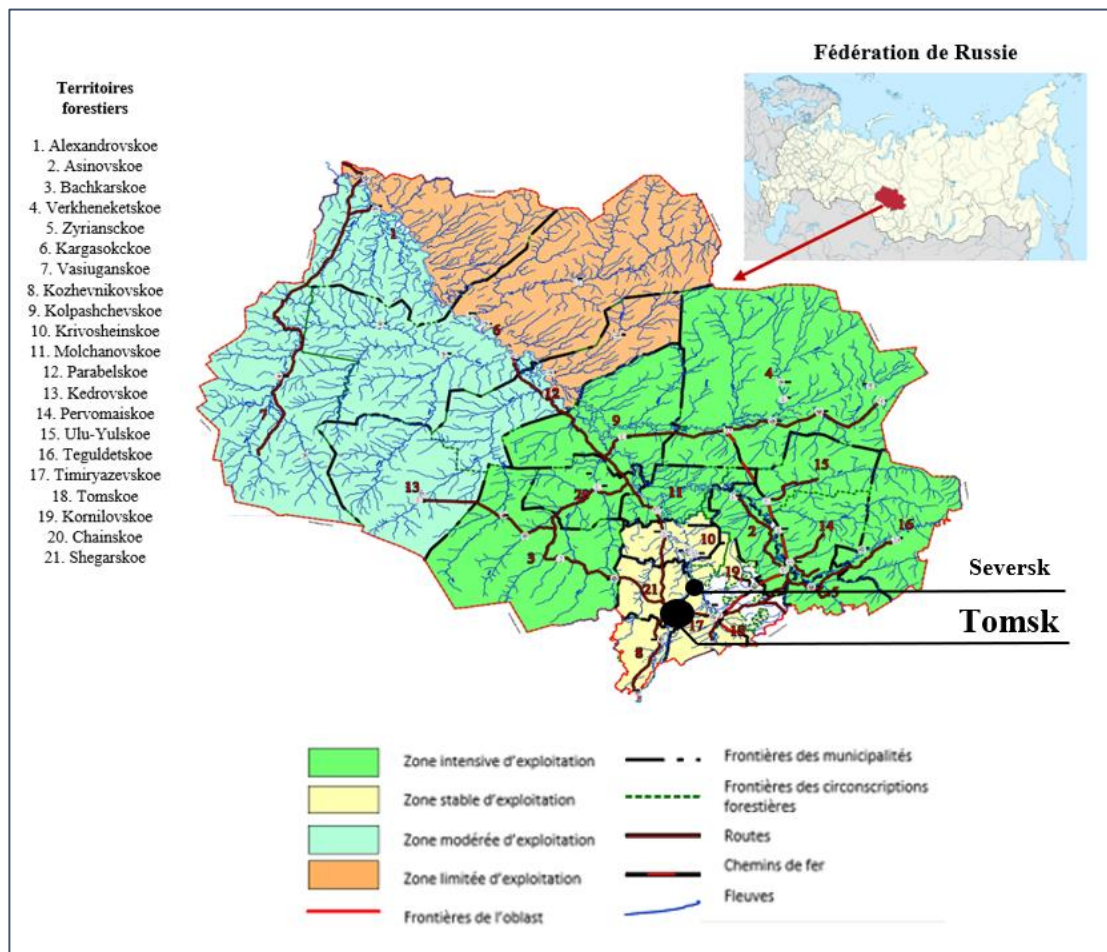 Fédération de Russie
Territoires
forestiers
1. Alexandrovskoe
2. Asinovskoe
3. Bachkarskoe
4. Verkheneketskoe
5. Zyriansckoe
6. Kargasokckoe
7. Vasiuganskoe
8. Kozhevnikovskoe
9. Kolpashchevskoe
10. Krivosheinskoe
11. Molchanovskoe
12. Parabelskoe
13. Kedrovskoe
14. Pervomaiskoe
15. Ulu-Yulskoe
16. Teguldetskoe
17. Timiryazevskoe
18. Tomskoe
19. Kornilovskoe
20. Chainskoe
21. Shegarskoe
1
6
4
12
7
9
15
13
20
11
3
10
2
14
16
19
21
5
17
18
8
Seversk
Tomsk
Zone intensive d'exploitation
Zone stable d'exploitation
Zone modérée d'exploitation
Zone limitée d'exploitation
Frontières de l'oblast
Frontières des municipalités
Frontières des circonscriptions
forestières
Routes
Chemins de fer
Fleuves